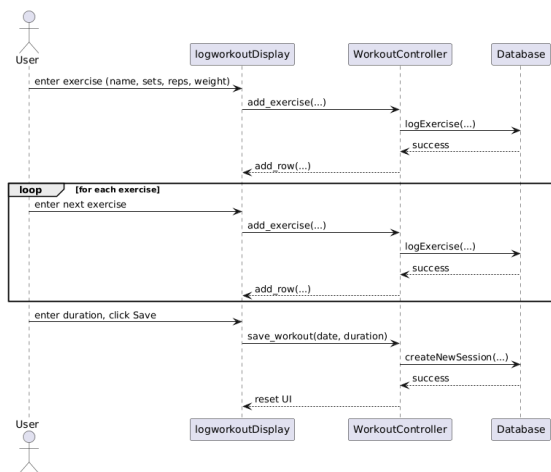 User
logworkoutDisplay
WorkoutController
Database
enter exercise (name, sets, reps, weight)
add_exercise(...)
logExercise(...)
success
add_row(...)
loop
[for each exercise]
enter next exercise
add_exercise(...)
logExercise(...)
success
add_row(...)
enter duration, click Save
save_workout(date, duration)
createNewSession(...)
success
reset UI
User
logworkoutDisplay
WorkoutController
Database